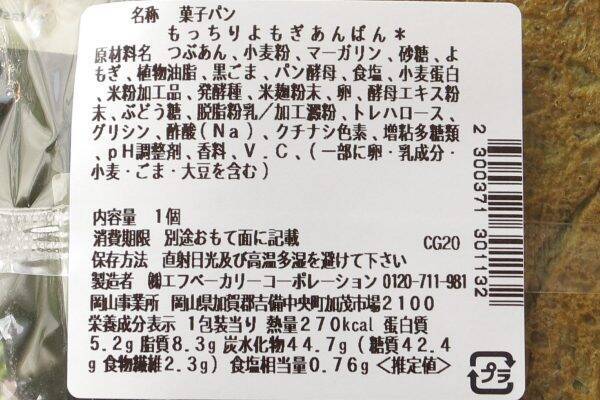 名称 菓子パン
もっちりよもぎあんぱん*
原材料名 つぶあん、小麦粉、マーガリン、砂糖、よ
もぎ、植物油脂、黒ごま、パン酵母、食塩、小麦蛋白
、米粉加工品、発酵種、米麹粉末、卵、酵母エキス粉
末、ぶどう糖、脱脂粉乳/加工澱粉、トレハロース、
グリシン、酢酸(Na)、クチナシ色素、増粘多糖類
、pH調整剤、香料、V.C、(一部に卵・乳成分・
小麦・ごま・大豆を含む)
内容量 1個
消費期限 別途おもて面に記載 CG20
保存方法 直射日光及び高温多湿を避けて下さい
製造者 ㈱エフベーカリーコーポレーション 0120-711-981
岡山事業所 岡山県加賀郡吉備中央町加茂市場2100
栄養成分表示 1包装当り 熱量270kcal 蛋白質
5.2g 脂質8.3g 炭水化物44.7g(糖質42.4
g 食物繊維2.3g) 食塩相当量0.76g <推定値>
2 300371 301132
プラ